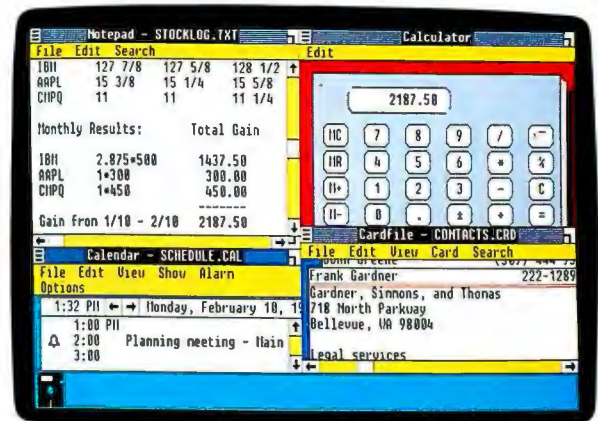 Notepad - STOCKLOG.TXT
File Edit Search
IBM 127 7/8 127 5/8 128 1/2
AAPL 15 3/8 15 1/4 15 5/8
CMPQ 11 11 11 1/4
Monthly Results: Total Gain
IBM 2.875*500 1437.50
AAPL 1*300 300.00
CMPQ 1*450 450.00
-------
Gain from 1/10 - 2/10 2187.50
Calculator
Edit
2187.50
MC 7 8 9 /
MR 4 5 6 * %
M+ 1 2 3 - C
M- 0 . ± + =
Calendar - SCHEDULE.CAL
File Edit View Show Alarm
Options
1:32 PM ← → Monday, February 10,
1:00 PM
2:00 Planning meeting - Main
3:00
CardFile - CONTACTS.CRD
File Edit View Card Search
John Greene
Frank Gardner 222-1289
Gardner, Simmons, and Thomas
718 North Parkway
Bellevue, WA 98004
Legal services